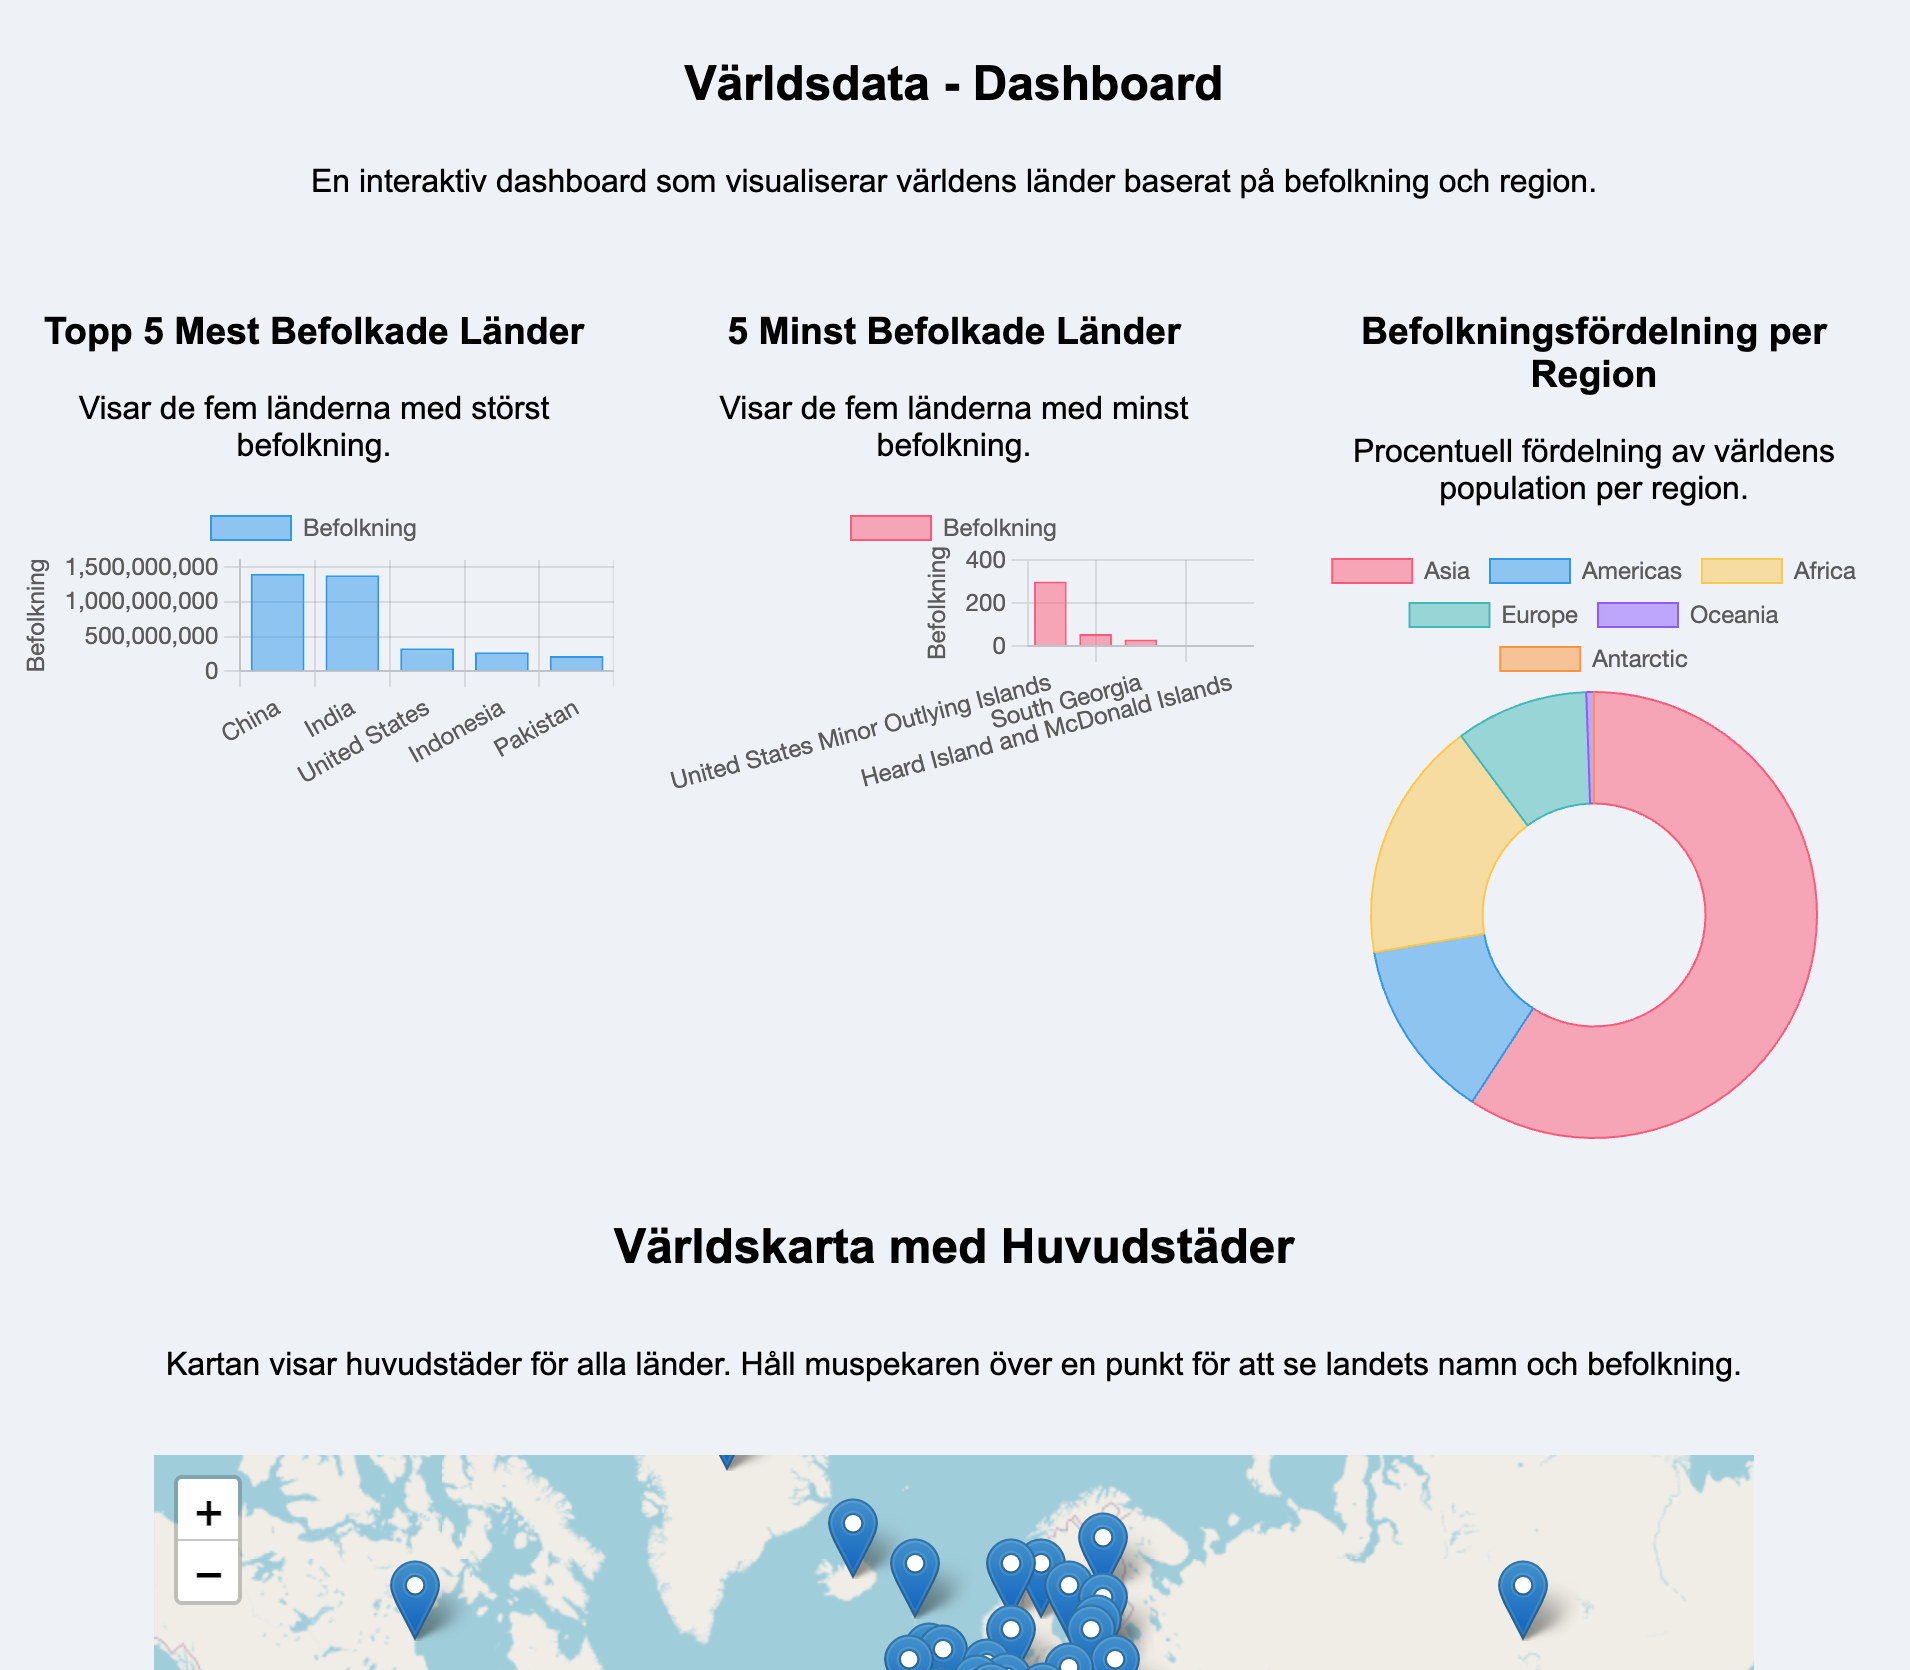 Världsdata - Dashboard
En interaktiv dashboard som visualiserar världens länder baserat på befolkning och region.
Topp 5 Mest Befolkade Länder
Visar de fem länderna med störst
befolkning.
Befolkning
Befolkning
1,500,000,000
1,000,000,000
500,000,000
0
China
India
United States
Indonesia
Pakistan
5 Minst Befolkade Länder
Visar de fem länderna med minst
befolkning.
Befolkning
Befolkning
400
200
0
United States Minor Outlying Islands
South Georgia
Heard Island and McDonald Islands
Befolkningsfördelning per
Region
Procentuell fördelning av världens
population per region.
Asia Americas Africa
Europe Oceania
Antarctic
Världskarta med Huvudstäder
Kartan visar huvudstäder för alla länder. Håll muspekaren över en punkt för att se landets namn och befolkning.
+
−